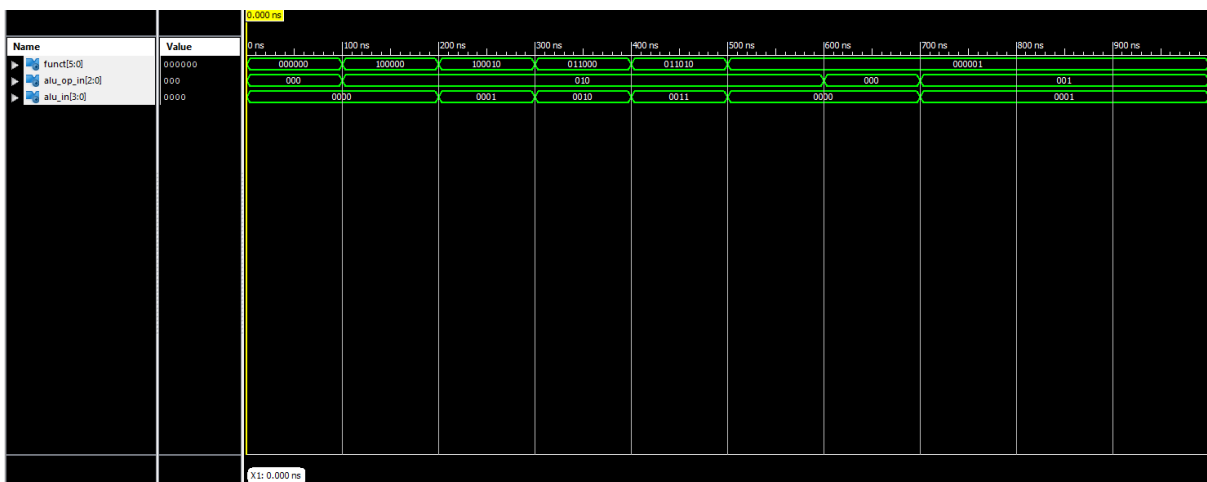 0.000 ns
Name Value 0 ns 100 ns 200 ns 300 ns 400 ns 500 ns 600 ns 700 ns 800 ns 900 ns
funct[5:0] 000000 000000 100000 100010 011000 011010 000001
alu_op_in[2:0] 000 000 010 000 001
alu_in[3:0] 0000 0000 0001 0010 0011 0000 0001
X1: 0.000 ns